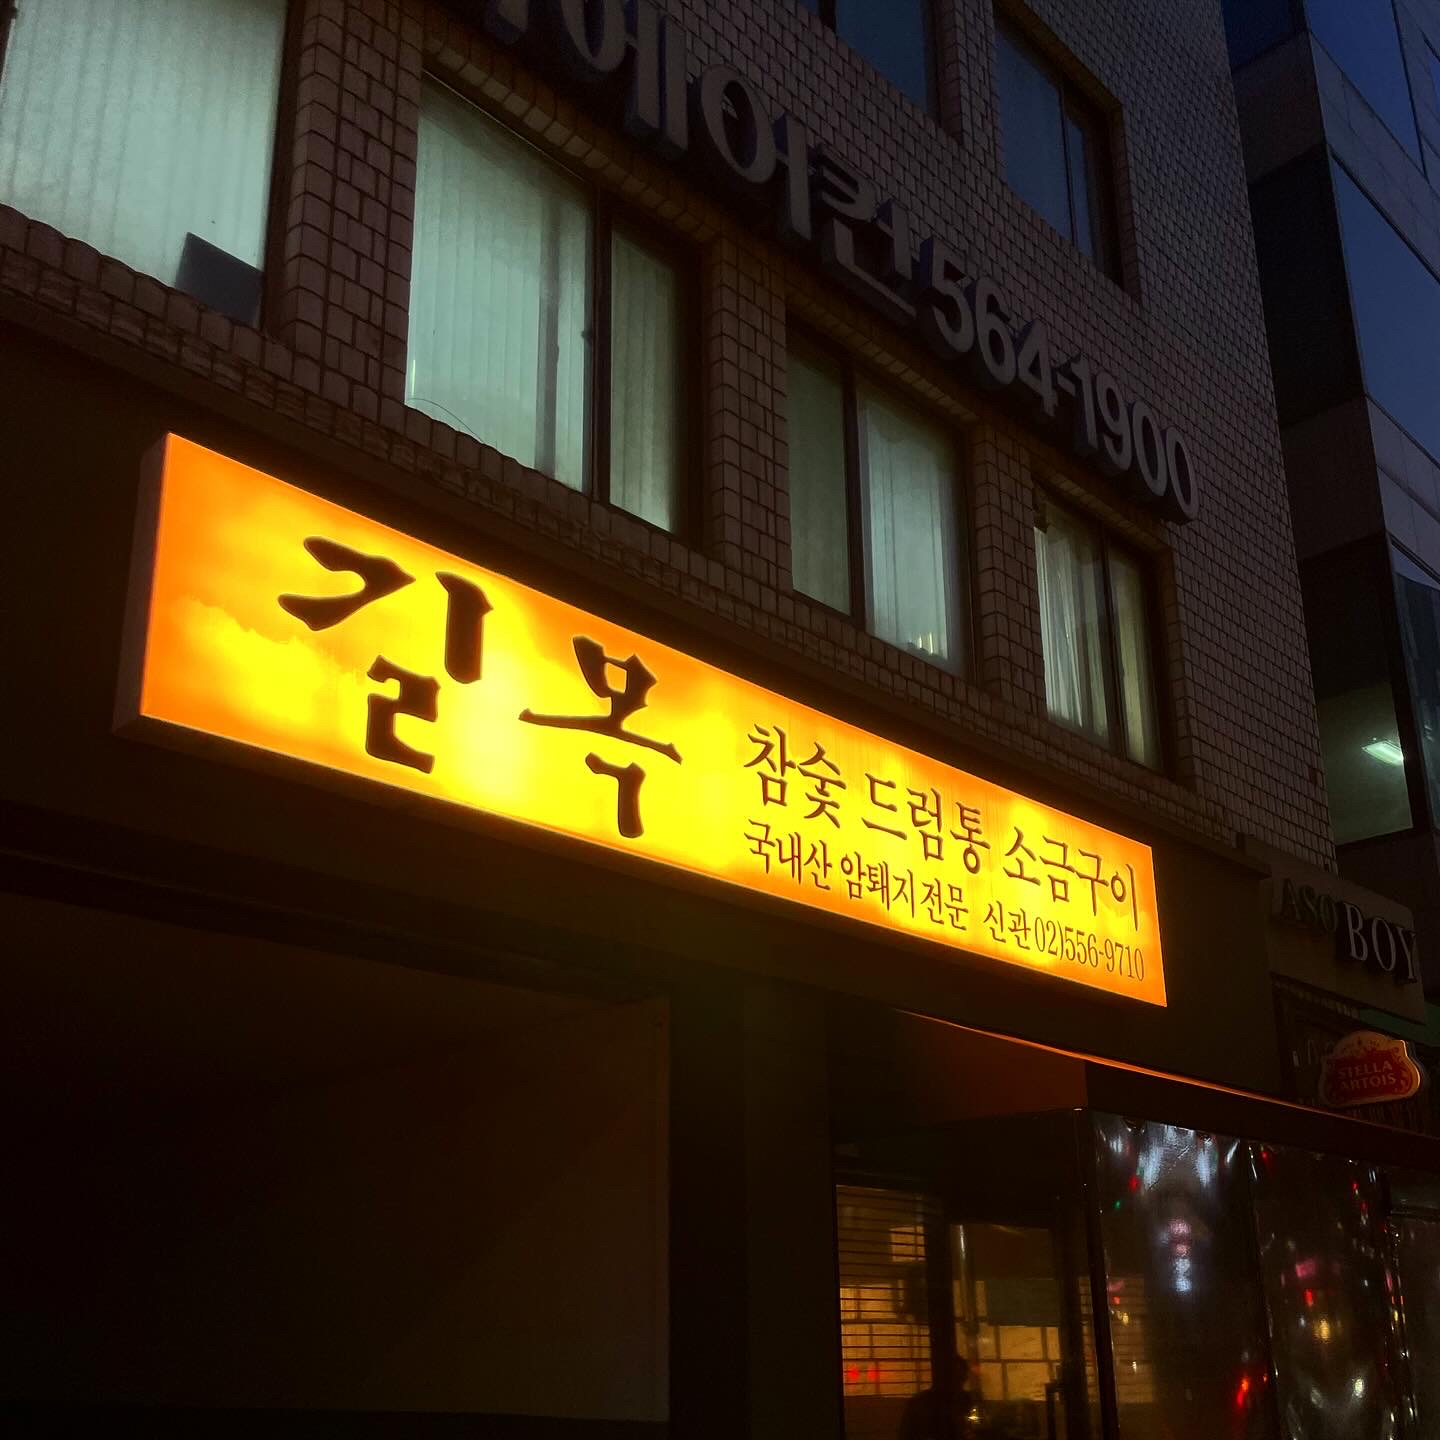 564-1900
길목
참숯 드럼통 소금구이
국내산 암퇘지 전문 신관 02)556-9710
BOY
STELLA
ARTOIS